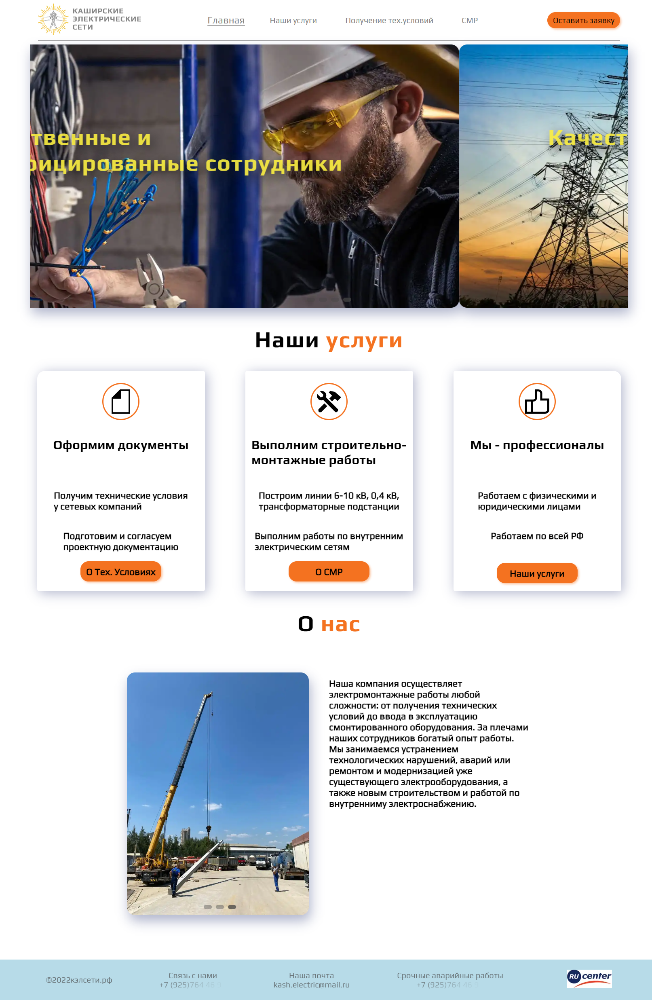 КАШИРСКИЕ
ЭЛЕКТРИЧЕСКИЕ
СЕТИ
Главная
Наши услуги
Получение тех.условий
СМР
Оставить заявку
твенные и
фицированные сотрудники
Качест
Наши услуги
Оформим документы
Получим технические условия
у сетевых компаний
Подготовим и согласуем
проектную документацию
О Тех. Условиях
Выполним строительно-
монтажные работы
Построим линии 6-10 кВ, 0,4 кВ,
трансформаторные подстанции
Выполним работы по внутренним
электрическим сетям
О СМР
Мы - профессионалы
Работаем с физическими и
юридическими лицами
Работаем по всей РФ
Наши услуги
О нас
Наша компания осуществляет
электромонтажные работы любой
сложности: от получения технических
условий до ввода в эксплуатацию
смонтированного оборудования. За плечами
наших сотрудников богатый опыт работы.
Мы занимаемся устранением
технологических нарушений, аварий или
ремонтом и модернизацией уже
существующего электрооборудования, а
также новым строительством и работой по
внутренниму электроснабжению.
©2022кэлсети.рф
Связь с нами
+7 (925)764 46 9
Наша почта
kash.electric@mail.ru
Срочные аварийные работы
+7 (925)764 46 9
RU center